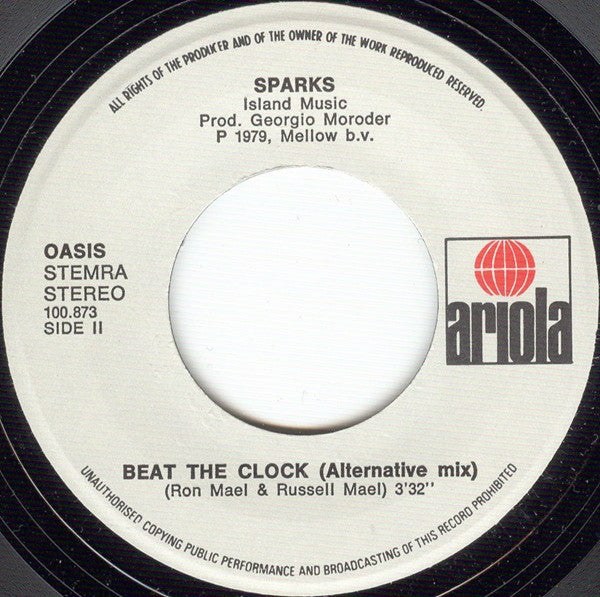 ALL RIGHTS OF THE PRODUCER AND OF THE OWNER OF THE WORK REPRODUCED RESERVED.
SPARKS
Island Music
Prod. Georgio Moroder
P 1979, Mellow b.v.
OASIS
STEMRA
STEREO
100.873
SIDE II
ariola
BEAT THE CLOCK (Alternative mix)
(Ron Mael & Russell Mael) 3'32"
UNAUTHORISED COPYING PUBLIC PERFORMANCE AND BROADCASTING OF THIS RECORD PROHIBITED